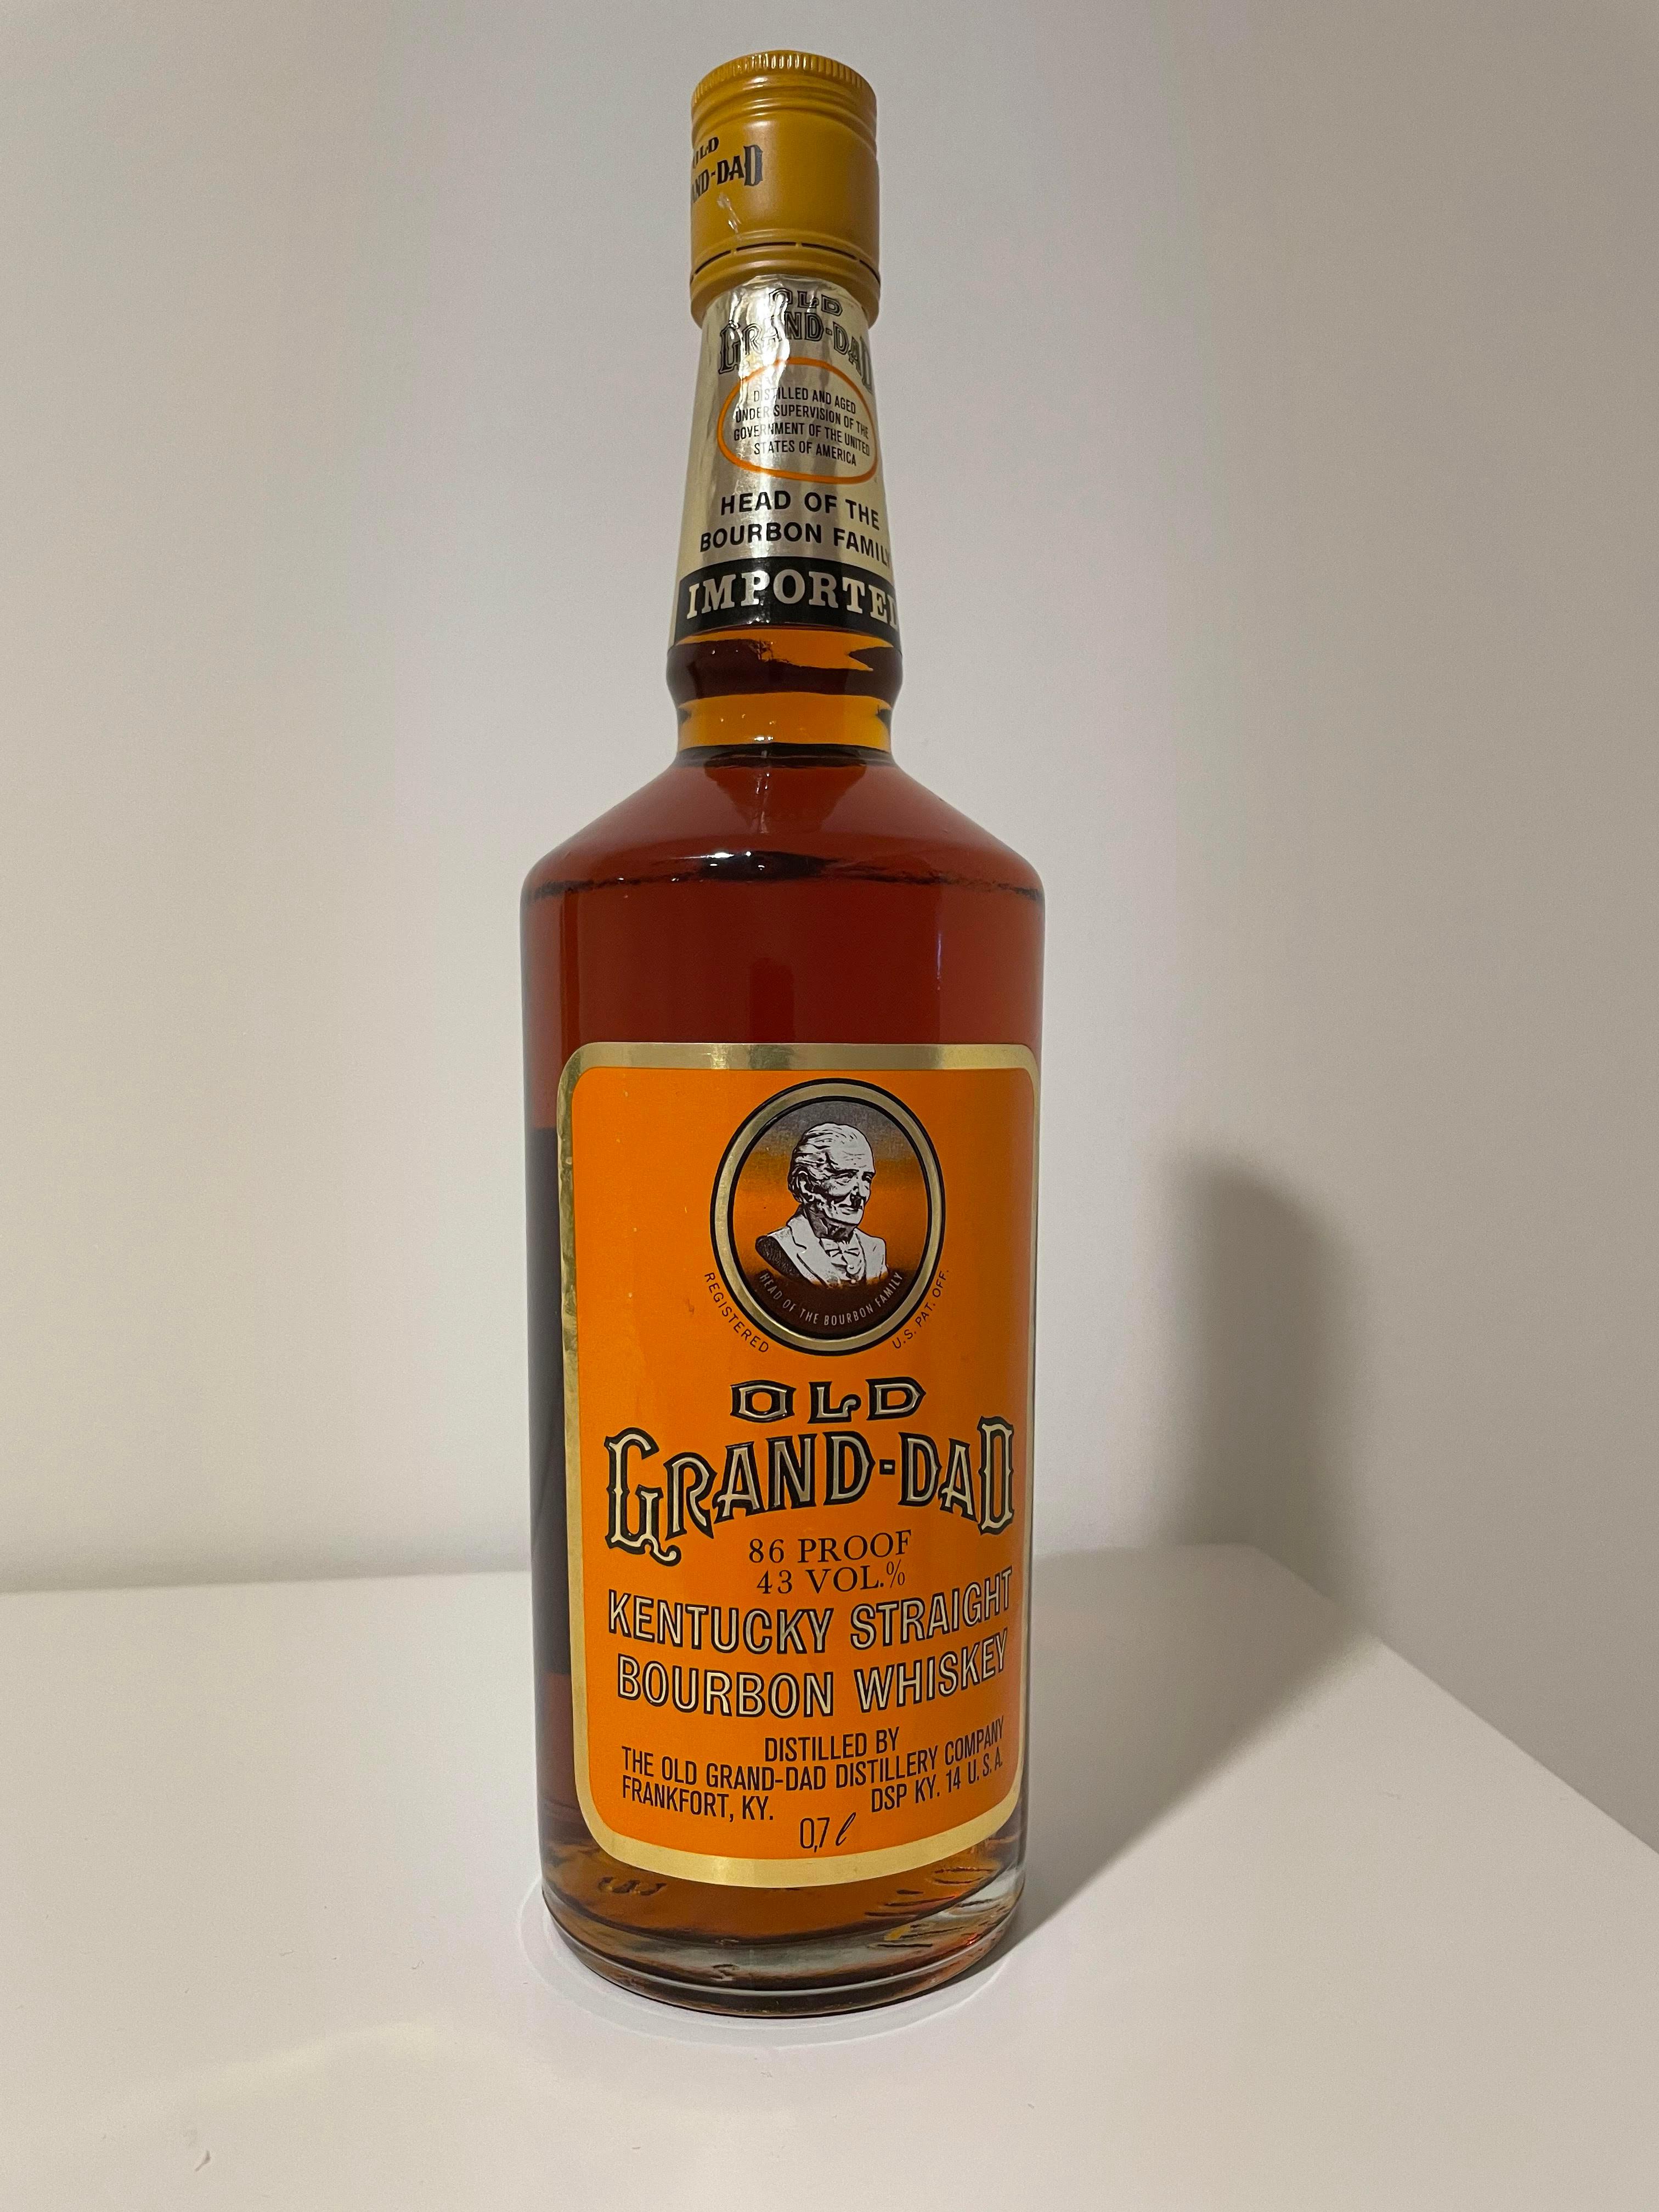 OLD
GRAND-DAD
DISTILLED AND AGED
UNDER SUPERVISION OF THE
GOVERNMENT OF THE UNITED
STATES OF AMERICA
HEAD OF THE
BOURBON FAMILY
IMPORTED
HEAD OF THE BOURBON FAMILY
REGISTERED U.S. PAT. OFF.
OLD
GRAND-DAD
86 PROOF
43 VOL.%
KENTUCKY STRAIGHT
BOURBON WHISKEY
DISTILLED BY
THE OLD GRAND-DAD DISTILLERY COMPANY
FRANKFORT, KY. DSP KY. 14 U.S.A.
0,7 ℓ